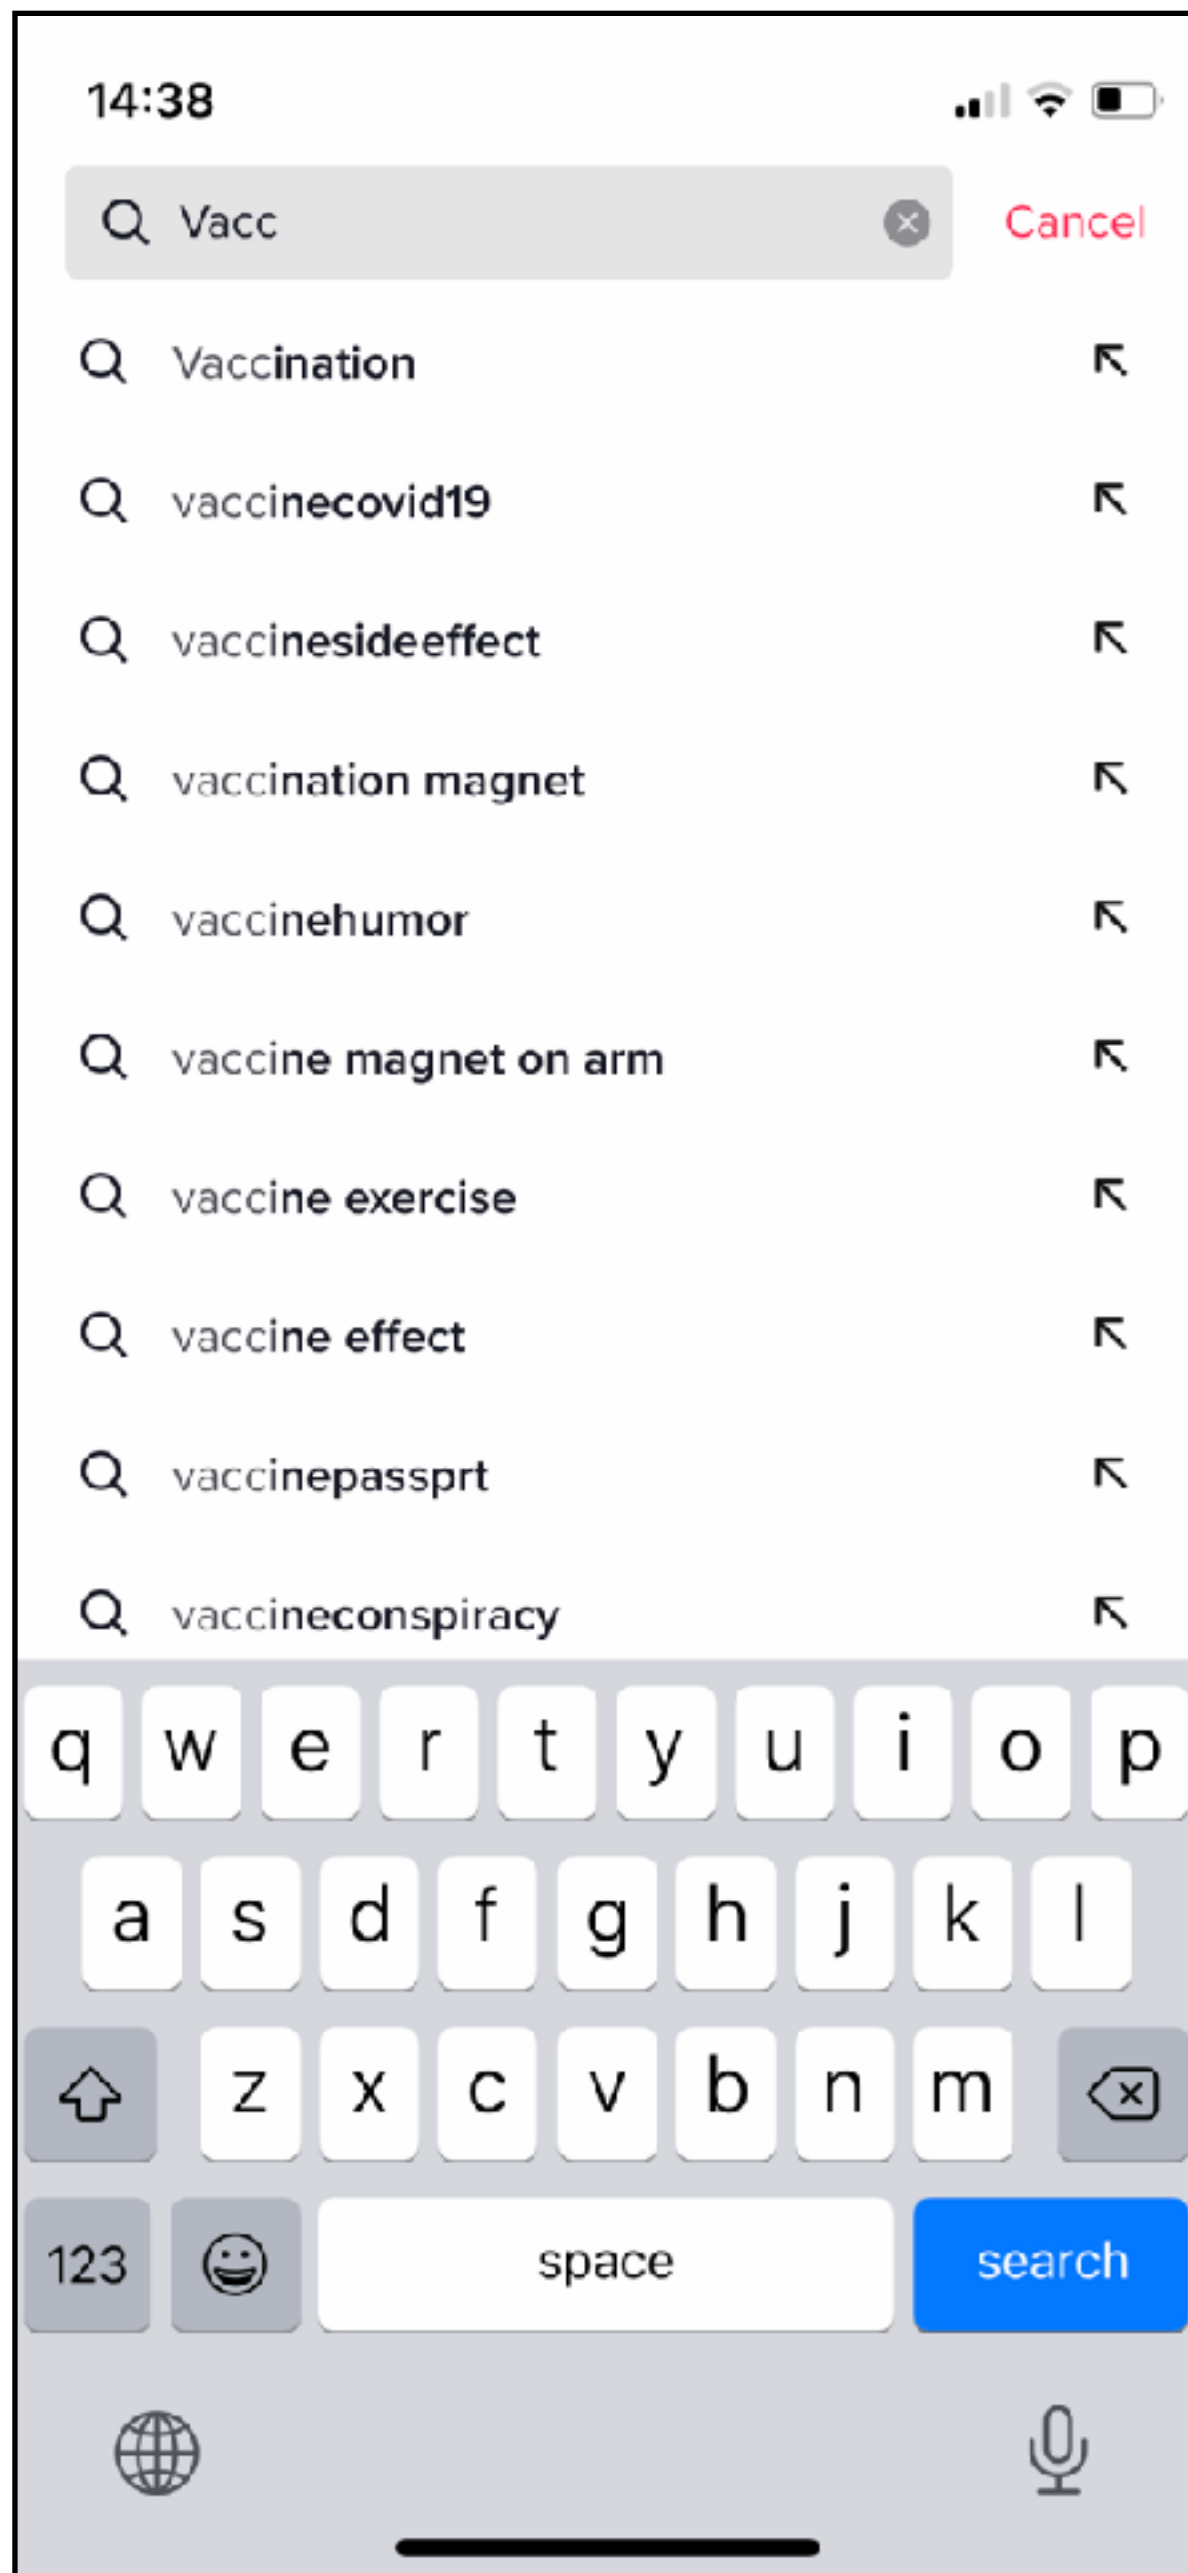 14:38
Vacc
Cancel
Vaccination
vaccinecovid19
vaccinesideeffect
vaccination magnet
vaccinehumor
vaccine magnet on arm
vaccine exercise
vaccine effect
vaccinepassprt
vaccineconspiracy
q w e r t y u i o p
a s d f g h j k l
z x c v b n m
123 space search